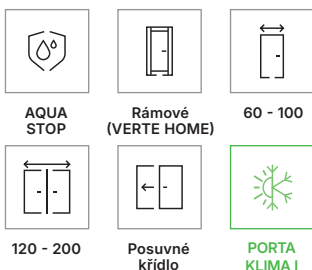 AQUA
STOP
Rámové
(VERTE HOME)
60 - 100
120 - 200
Posuvné
křídlo
PORTA
KLIMA I